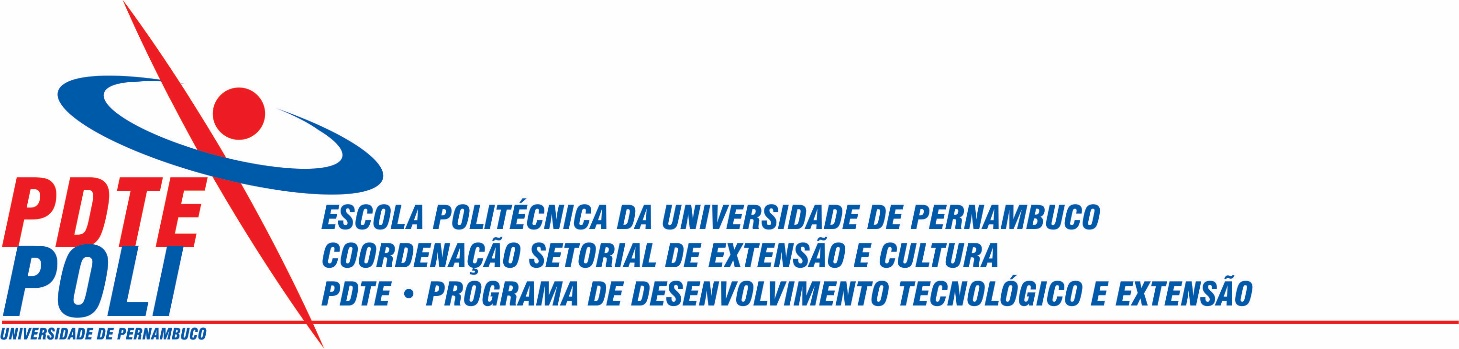 PDTE
POLI
UNIVERSIDADE DE PERNAMBUCO
ESCOLA POLITÉCNICA DA UNIVERSIDADE DE PERNAMBUCO
COORDENAÇÃO SETORIAL DE EXTENSÃO E CULTURA
PDTE • PROGRAMA DE DESENVOLVIMENTO TECNOLÓGICO E EXTENSÃO